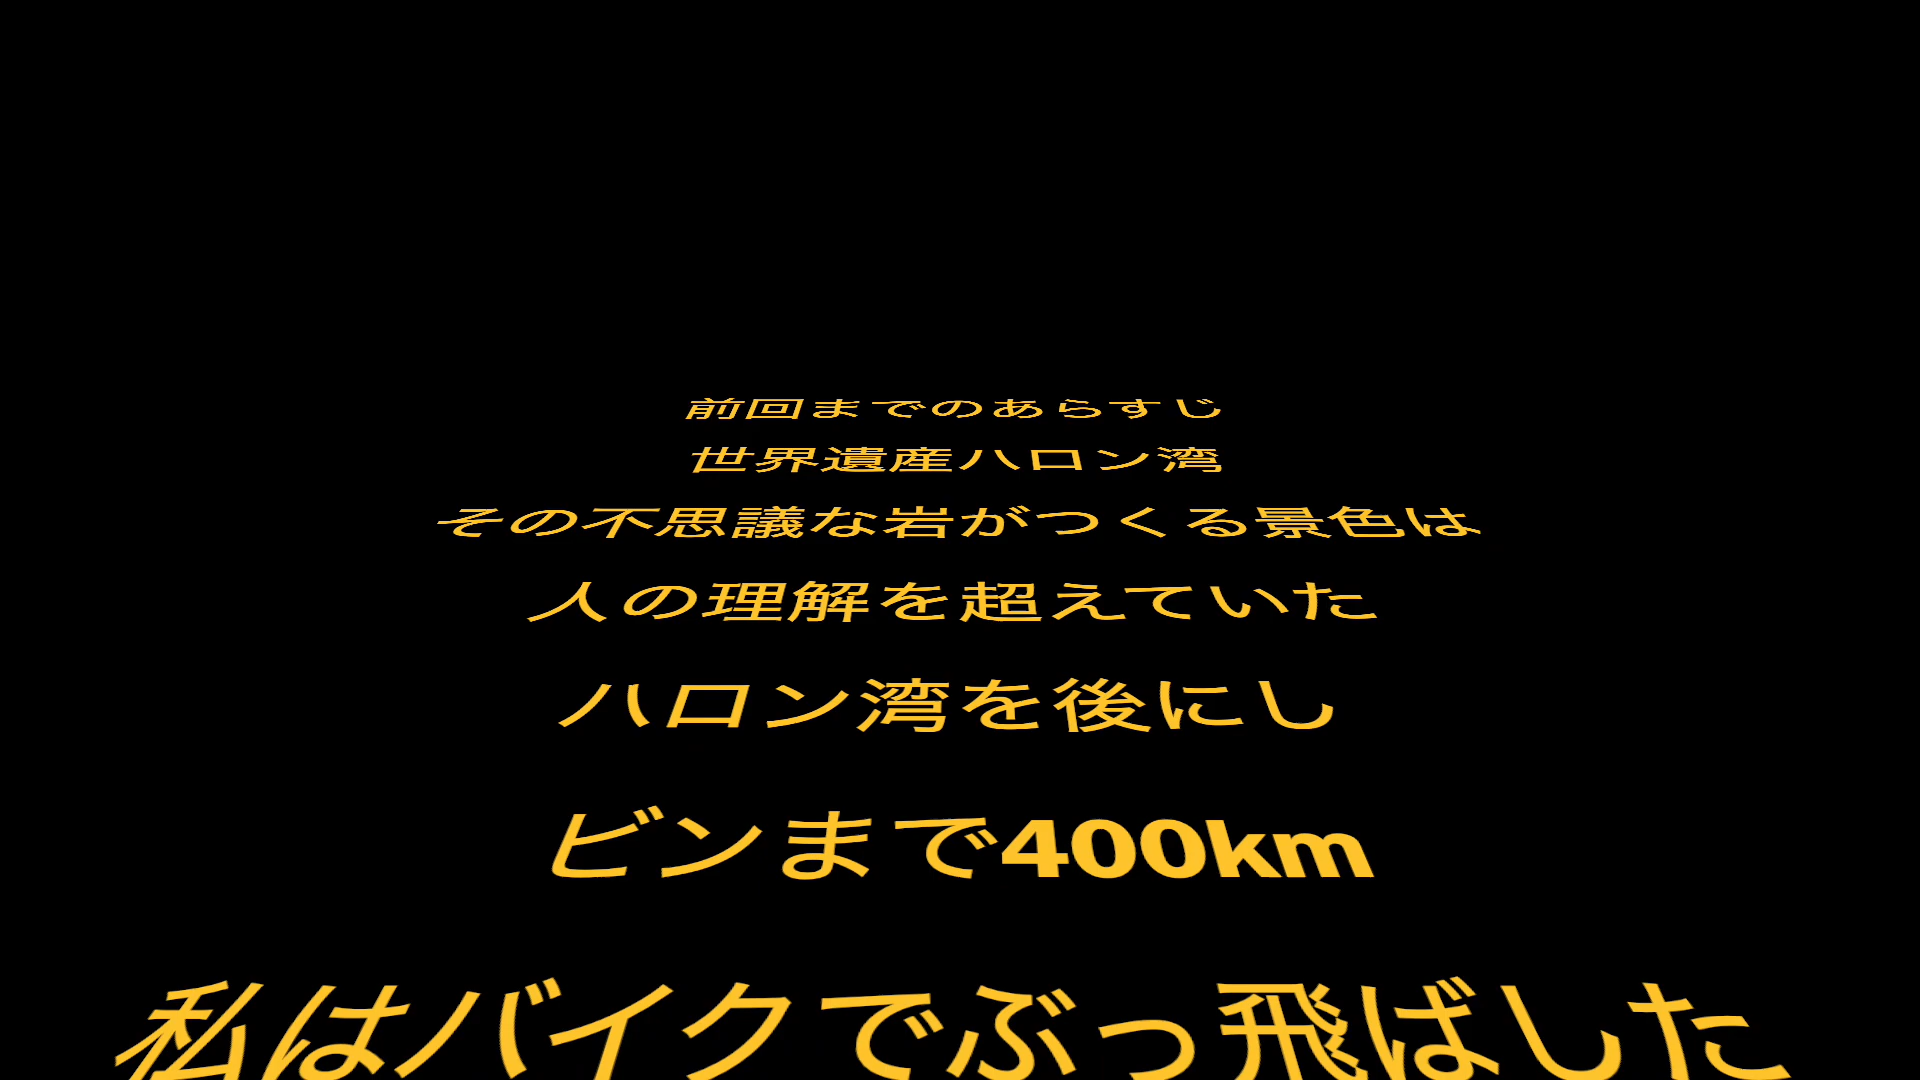 前回までのあらすじ
世界遺産ハロン湾
その不思議な岩がつくる景色は
人の理解を超えていた
ハロン湾を後にし
ビンまで400km
私はバイクでぶっ飛ばした